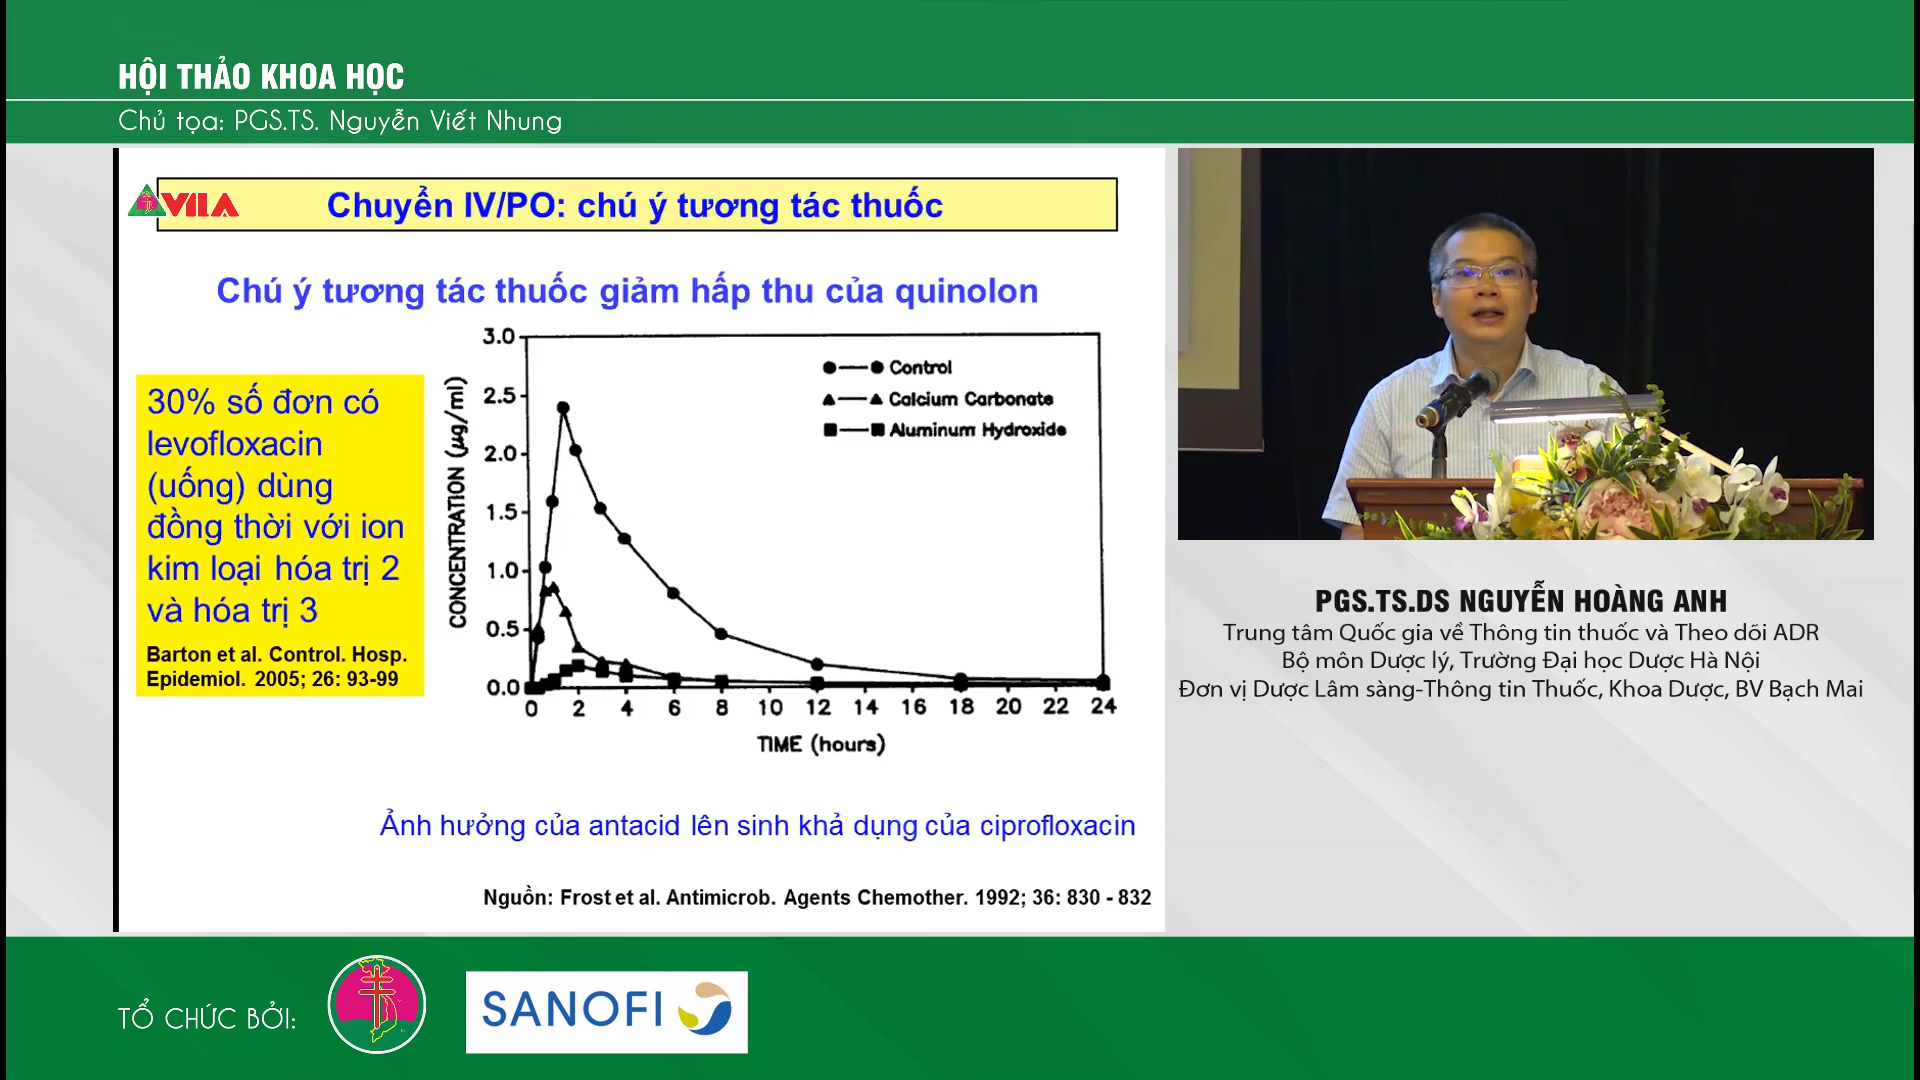 HỘI THẢO KHOA HỌC
Chủ tọa: PGS.TS. Nguyễn Viết Nhung
VILA
Chuyển IV/PO: chú ý tương tác thuốc
Chú ý tương tác thuốc giảm hấp thu của quinolon
30% số đơn có
levofloxacin
(uống) dùng
đồng thời với ion
kim loại hóa trị 2
và hóa trị 3
Barton et al. Control. Hosp.
Epidemiol. 2005; 26: 93-99
CONCENTRATION (µg/ml)
3.0
2.5
2.0
1.5
1.0
0.5
0.0
Control
Calcium Carbonate
Aluminum Hydroxide
0 2 4 6 8 10 12 14 16 18 20 22 24
TIME (hours)
Ảnh hưởng của antacid lên sinh khả dụng của ciprofloxacin
Nguồn: Frost et al. Antimicrob. Agents Chemother. 1992; 36: 830 - 832
PGS.TS.DS NGUYỄN HOÀNG ANH
Trung tâm Quốc gia về Thông tin thuốc và Theo dõi ADR
Bộ môn Dược lý, Trường Đại học Dược Hà Nội
Đơn vị Dược Lâm sàng-Thông tin Thuốc, Khoa Dược, BV Bạch Mai
TỔ CHỨC BỞI:
SANOFI